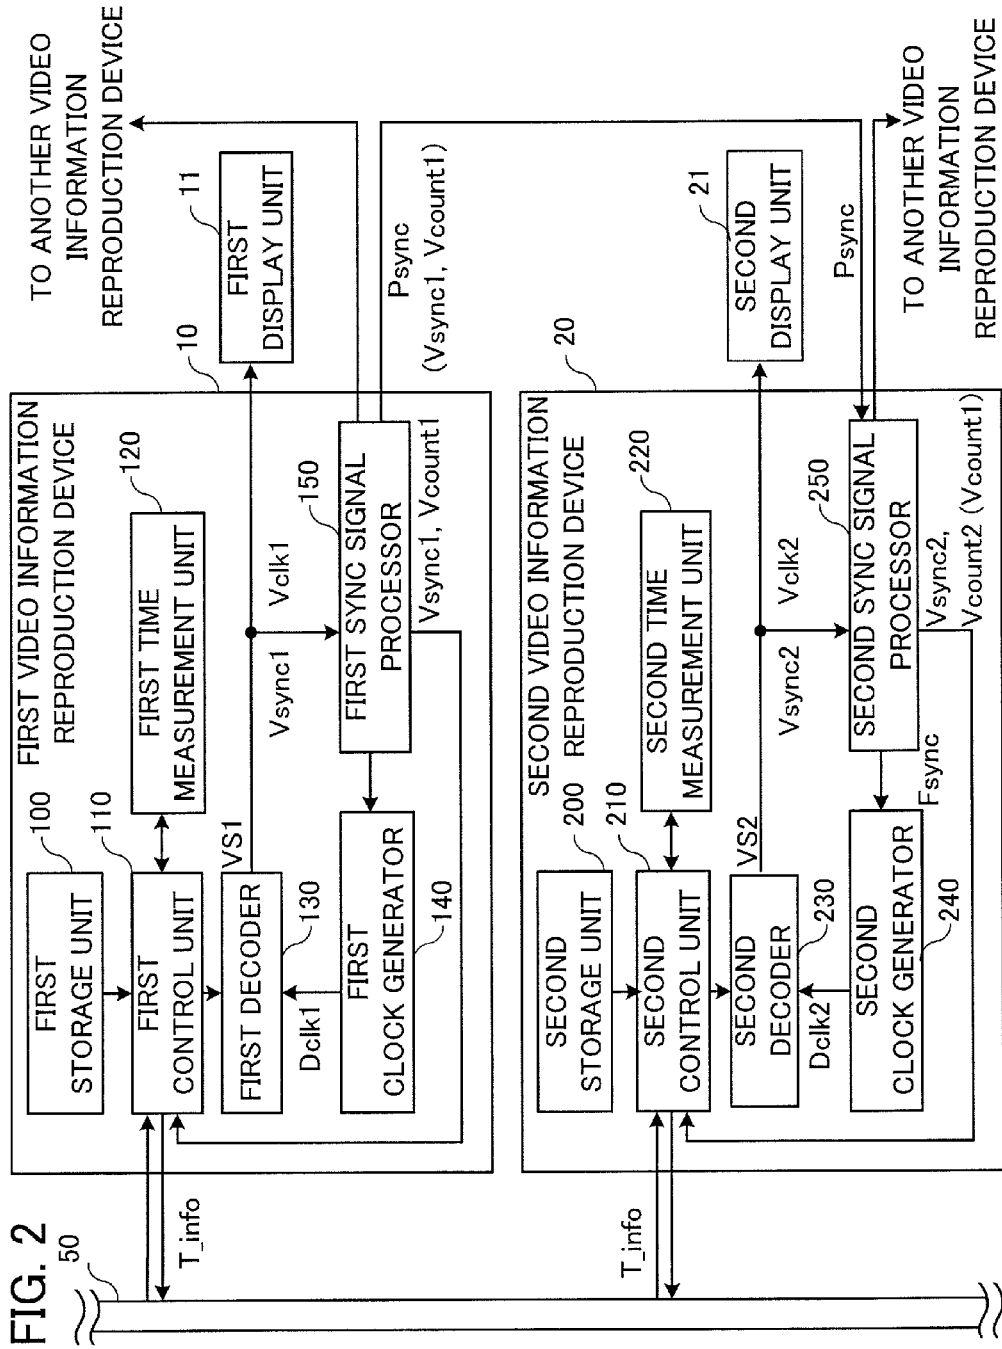 FIG. 2
50
T_info
T_info
FIRST VIDEO INFORMATION
REPRODUCTION DEVICE
10
100
FIRST
STORAGE UNIT
110
FIRST
CONTROL UNIT
120
FIRST TIME
MEASUREMENT UNIT
FIRST DECODER
130
VS1
Dclk1
FIRST
CLOCK GENERATOR
140
Vsync1
Vclk1
150
FIRST SYNC SIGNAL
PROCESSOR
Vsync1, Vcount1
11
FIRST
DISPLAY UNIT
TO ANOTHER VIDEO
INFORMATION
REPRODUCTION DEVICE
Psync
(Vsync1, Vcount1)
SECOND VIDEO INFORMATION
REPRODUCTION DEVICE
20
200
SECOND
STORAGE UNIT
210
SECOND
CONTROL UNIT
220
SECOND TIME
MEASUREMENT UNIT
SECOND
DECODER
230
VS2
Dclk2
SECOND
CLOCK GENERATOR
240
Fsync
Vsync2
Vclk2
250
SECOND SYNC SIGNAL
PROCESSOR
Vsync2,
Vcount2 (Vcount1)
21
SECOND
DISPLAY UNIT
Psync
TO ANOTHER VIDEO
INFORMATION
REPRODUCTION DEVICE